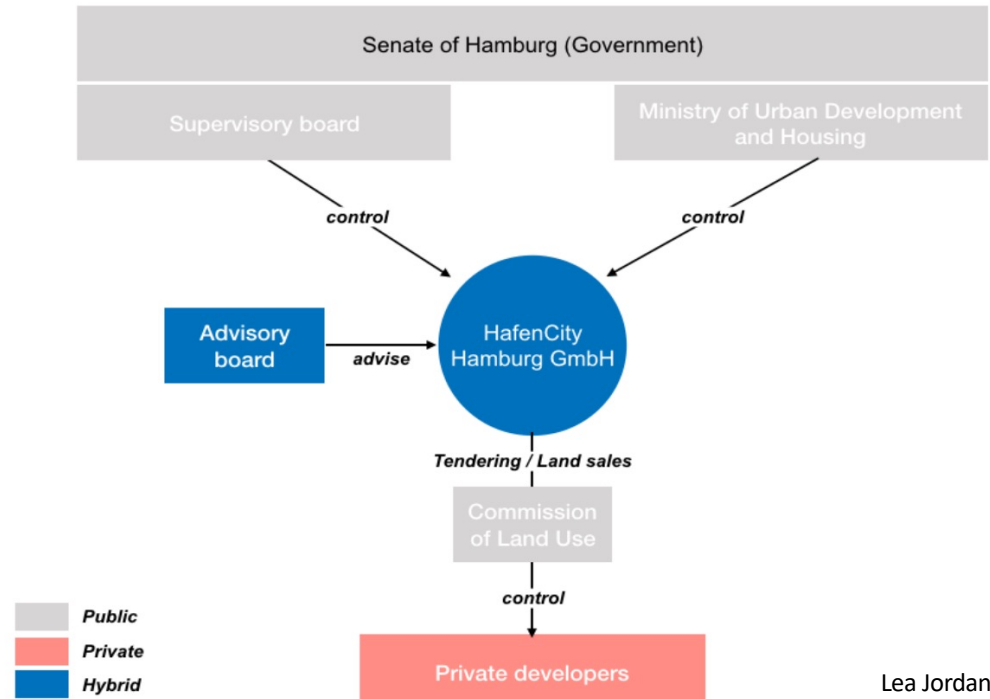 Senate of Hamburg (Government)
Supervisory board
Ministry of Urban Development
and Housing
control
control
Advisory
board
advise
HafenCity
Hamburg GmbH
Tendering / Land sales
Commission
of Land Use
control
Public
Private
Hybrid
Private developers
Lea Jordan